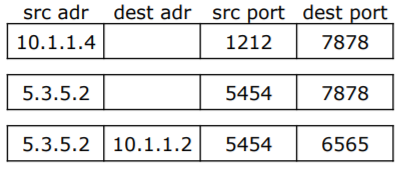 src adr dest adr src port dest port
10.1.1.4 1212 7878
5.3.5.2 5454 7878
5.3.5.2 10.1.1.2 5454 6565